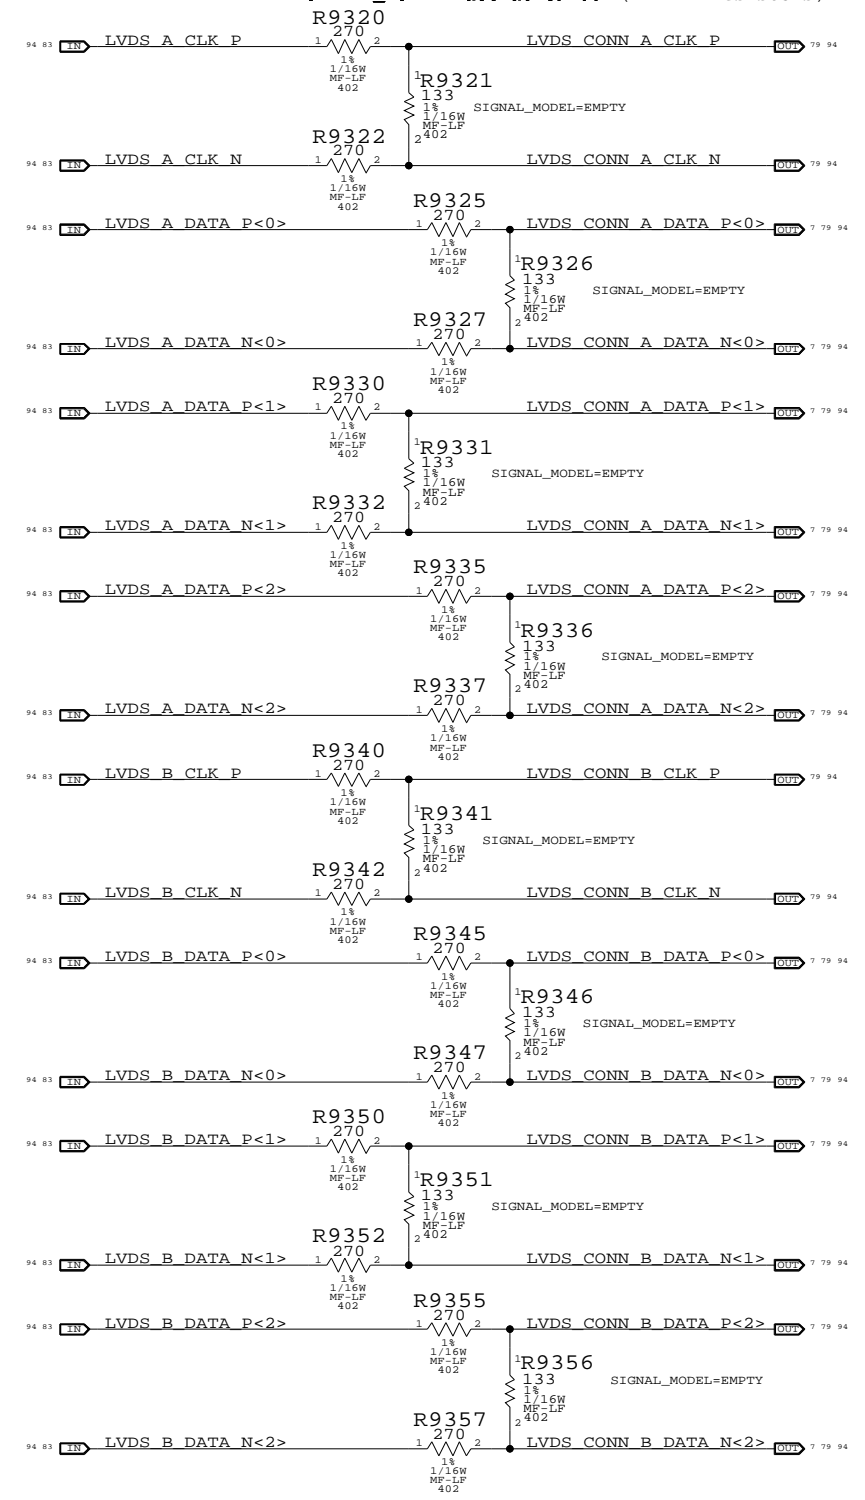 R9320
270
94 83 IN LVDS_A_CLK_P 1 2 LVDS_CONN_A_CLK_P OUT 79 94
1%
1/16W
MF-LF
402
1 R9321
133
1%
1/16W
MF-LF
2 402
SIGNAL_MODEL=EMPTY
R9322
270
94 83 IN LVDS_A_CLK_N 1 2 LVDS_CONN_A_CLK_N OUT 79 94
1%
1/16W
MF-LF
402
R9325
270
94 83 IN LVDS_A_DATA_P<0> 1 2 LVDS_CONN_A_DATA_P<0> OUT 7 79 94
1%
1/16W
MF-LF
402
1 R9326
133
1%
1/16W
MF-LF
2 402
SIGNAL_MODEL=EMPTY
R9327
270
94 83 IN LVDS_A_DATA_N<0> 1 2 LVDS_CONN_A_DATA_N<0> OUT 7 79 94
1%
1/16W
MF-LF
402
R9330
270
94 83 IN LVDS_A_DATA_P<1> 1 2 LVDS_CONN_A_DATA_P<1> OUT 7 79 94
1%
1/16W
MF-LF
402
1 R9331
133
1%
1/16W
MF-LF
2 402
SIGNAL_MODEL=EMPTY
R9332
270
94 83 IN LVDS_A_DATA_N<1> 1 2 LVDS_CONN_A_DATA_N<1> OUT 7 79 94
1%
1/16W
MF-LF
402
R9335
270
94 83 IN LVDS_A_DATA_P<2> 1 2 LVDS_CONN_A_DATA_P<2> OUT 7 79 94
1%
1/16W
MF-LF
402
1 R9336
133
1%
1/16W
MF-LF
2 402
SIGNAL_MODEL=EMPTY
R9337
270
94 83 IN LVDS_A_DATA_N<2> 1 2 LVDS_CONN_A_DATA_N<2> OUT 7 79 94
1%
1/16W
MF-LF
402
R9340
270
94 83 IN LVDS_B_CLK_P 1 2 LVDS_CONN_B_CLK_P OUT 79 94
1%
1/16W
MF-LF
402
1 R9341
133
1%
1/16W
MF-LF
2 402
SIGNAL_MODEL=EMPTY
R9342
270
94 83 IN LVDS_B_CLK_N 1 2 LVDS_CONN_B_CLK_N OUT 79 94
1%
1/16W
MF-LF
402
R9345
270
94 83 IN LVDS_B_DATA_P<0> 1 2 LVDS_CONN_B_DATA_P<0> OUT 7 79 94
1%
1/16W
MF-LF
402
1 R9346
133
1%
1/16W
MF-LF
2 402
SIGNAL_MODEL=EMPTY
R9347
270
94 83 IN LVDS_B_DATA_N<0> 1 2 LVDS_CONN_B_DATA_N<0> OUT 7 79 94
1%
1/16W
MF-LF
402
R9350
270
94 83 IN LVDS_B_DATA_P<1> 1 2 LVDS_CONN_B_DATA_P<1> OUT 7 79 94
1%
1/16W
MF-LF
402
1 R9351
133
1%
1/16W
MF-LF
2 402
SIGNAL_MODEL=EMPTY
R9352
270
94 83 IN LVDS_B_DATA_N<1> 1 2 LVDS_CONN_B_DATA_N<1> OUT 7 79 94
1%
1/16W
MF-LF
402
R9355
270
94 83 IN LVDS_B_DATA_P<2> 1 2 LVDS_CONN_B_DATA_P<2> OUT 7 79 94
1%
1/16W
MF-LF
402
1 R9356
133
1%
1/16W
MF-LF
2 402
SIGNAL_MODEL=EMPTY
R9357
270
94 83 IN LVDS_B_DATA_N<2> 1 2 LVDS_CONN_B_DATA_N<2> OUT 7 79 94
1%
1/16W
MF-LF
402